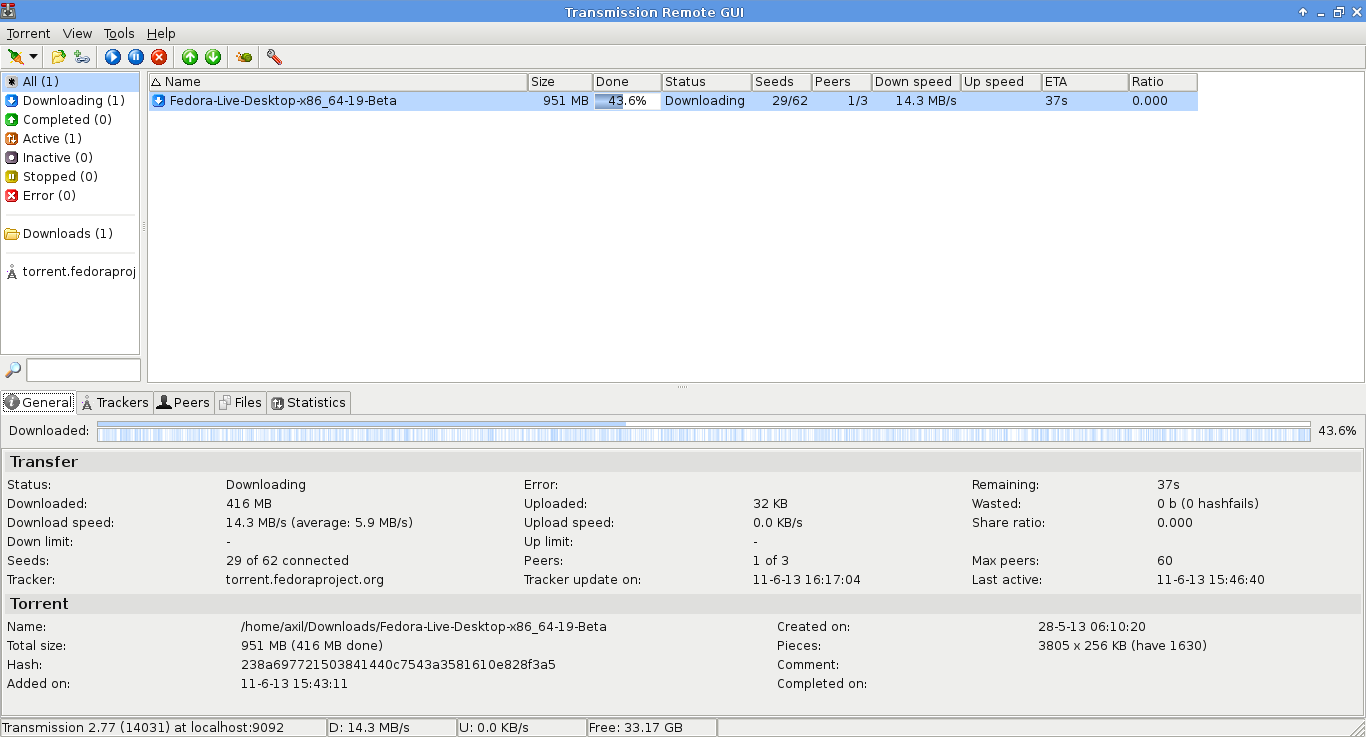 Transmission Remote GUI
Torrent View Tools Help
All (1)
Downloading (1)
Completed (0)
Active (1)
Inactive (0)
Stopped (0)
Error (0)
Downloads (1)
torrent.fedoraproj
Name Size Done Status Seeds Peers Down speed Up speed ETA Ratio
Fedora-Live-Desktop-x86_64-19-Beta 951 MB 43.6% Downloading 29/62 1/3 14.3 MB/s 37s 0.000
General Trackers Peers Files Statistics
Downloaded: 43.6%
Transfer
Status: Downloading Error: Remaining: 37s
Downloaded: 416 MB Uploaded: 32 KB Wasted: 0 b (0 hashfails)
Download speed: 14.3 MB/s (average: 5.9 MB/s) Upload speed: 0.0 KB/s Share ratio: 0.000
Down limit: - Up limit: -
Seeds: 29 of 62 connected Peers: 1 of 3 Max peers: 60
Tracker: torrent.fedoraproject.org Tracker update on: 11-6-13 16:17:04 Last active: 11-6-13 15:46:40
Torrent
Name: /home/axil/Downloads/Fedora-Live-Desktop-x86_64-19-Beta Created on: 28-5-13 06:10:20
Total size: 951 MB (416 MB done) Pieces: 3805 x 256 KB (have 1630)
Hash: 238a697721503841440c7543a3581610e828f3a5 Comment:
Added on: 11-6-13 15:43:11 Completed on:
Transmission 2.77 (14031) at localhost:9092 D: 14.3 MB/s U: 0.0 KB/s Free: 33.17 GB